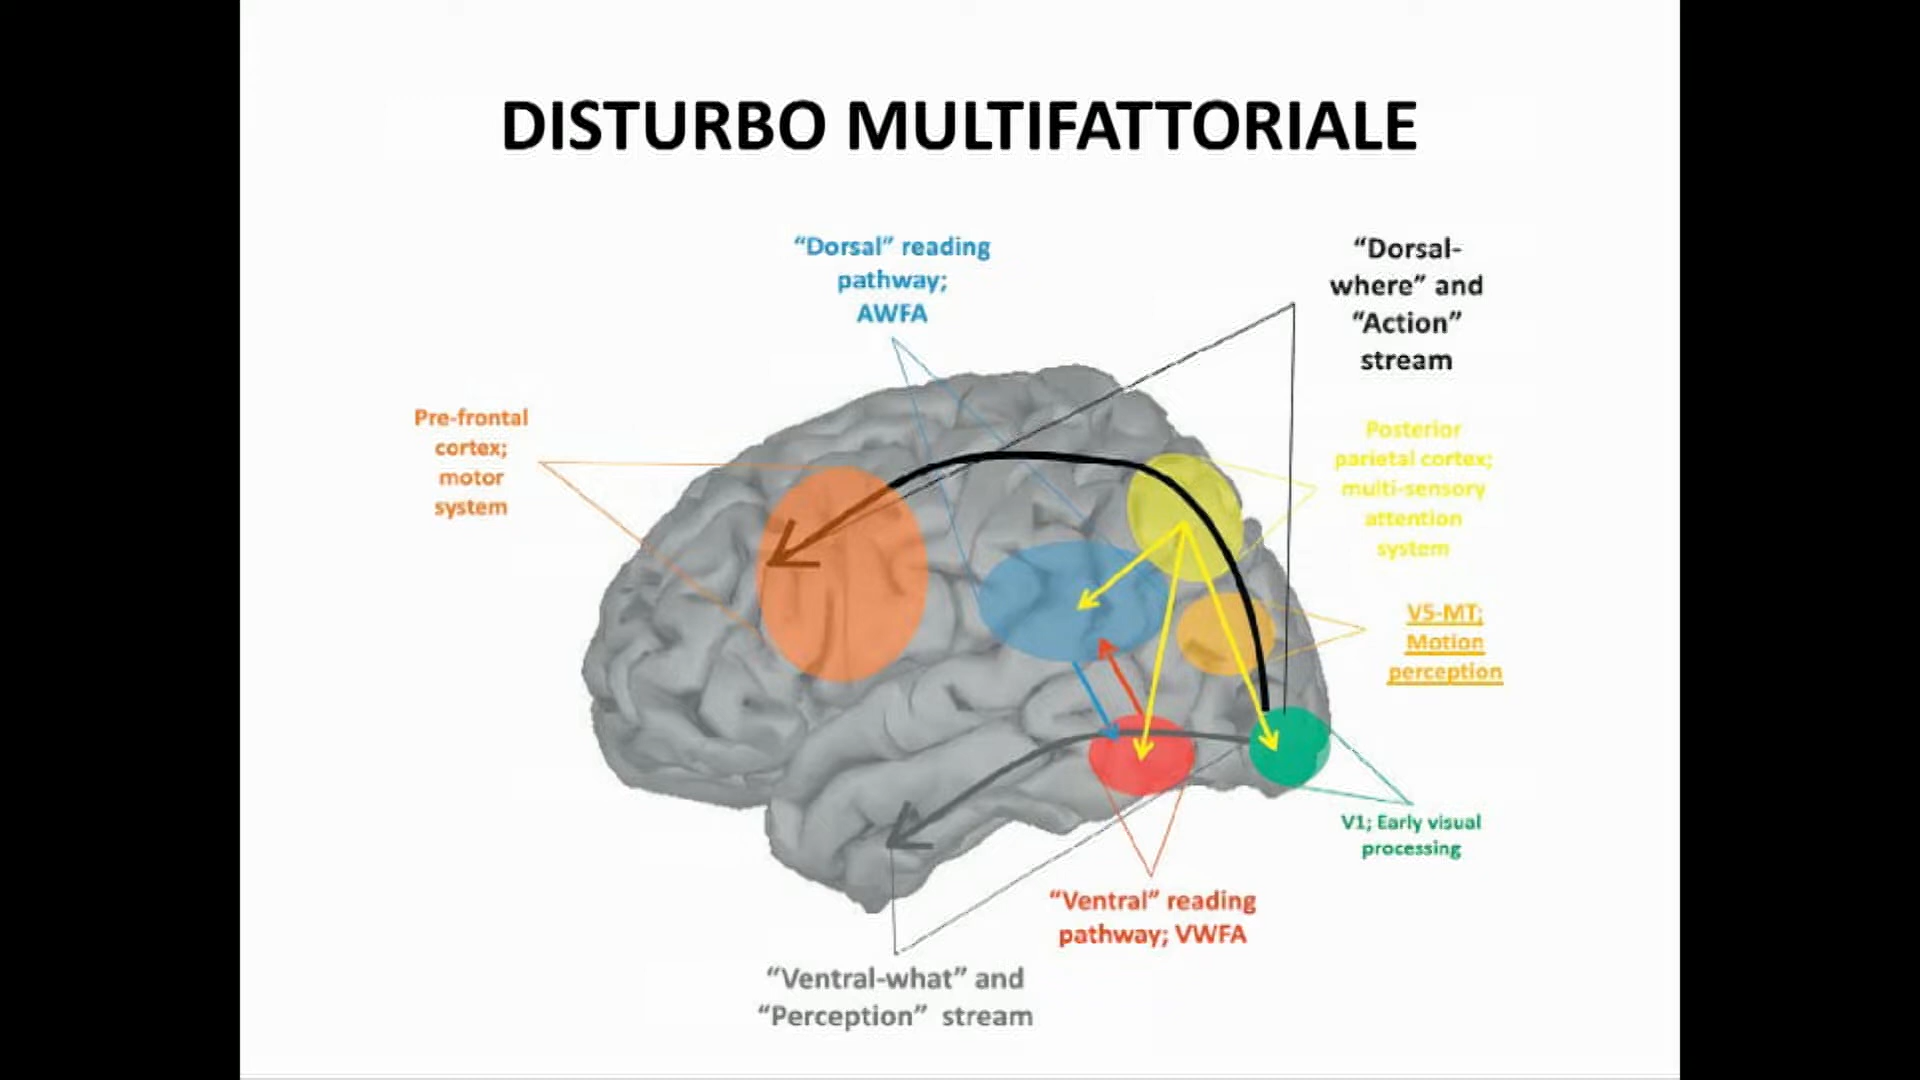 DISTURBO MULTIFATTORIALE
“Dorsal” reading
pathway;
AWFA
“Dorsal-
where” and
“Action”
stream
Pre-frontal
cortex;
motor
system
Posterior
parietal cortex;
multi-sensory
attention
system
V5-MT;
Motion
perception
V1; Early visual
processing
“Ventral” reading
pathway; VWFA
“Ventral-what” and
“Perception” stream